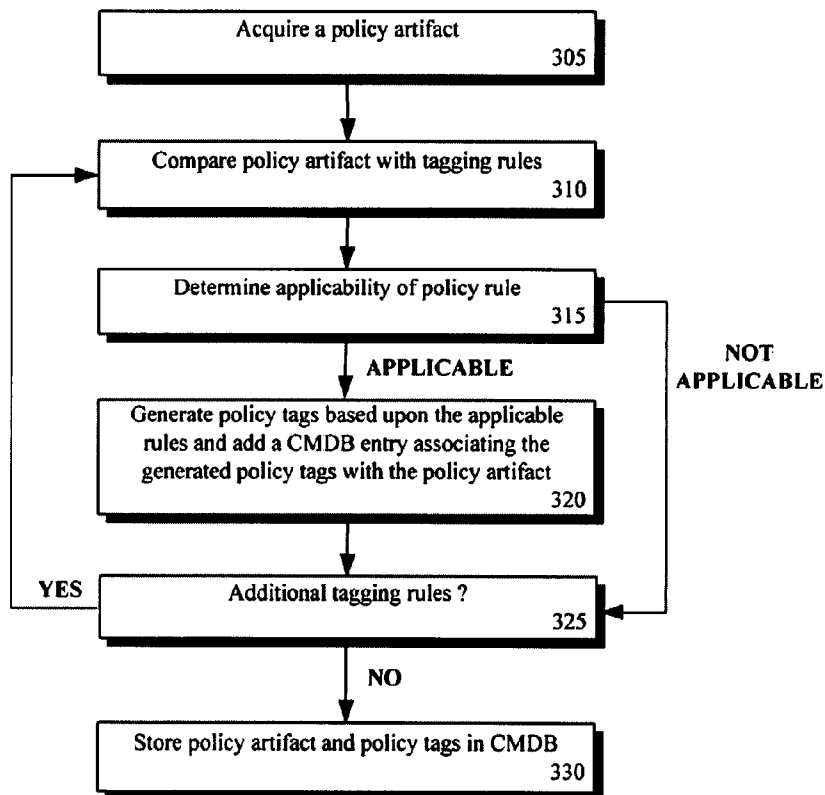 Acquire a policy artifact
305
Compare policy artifact with tagging rules
310
Determine applicability of policy rule
315
APPLICABLE
NOT
APPLICABLE
Generate policy tags based upon the applicable
rules and add a CMDB entry associating the
generated policy tags with the policy artifact
320
YES
Additional tagging rules ?
325
NO
Store policy artifact and policy tags in CMDB
330